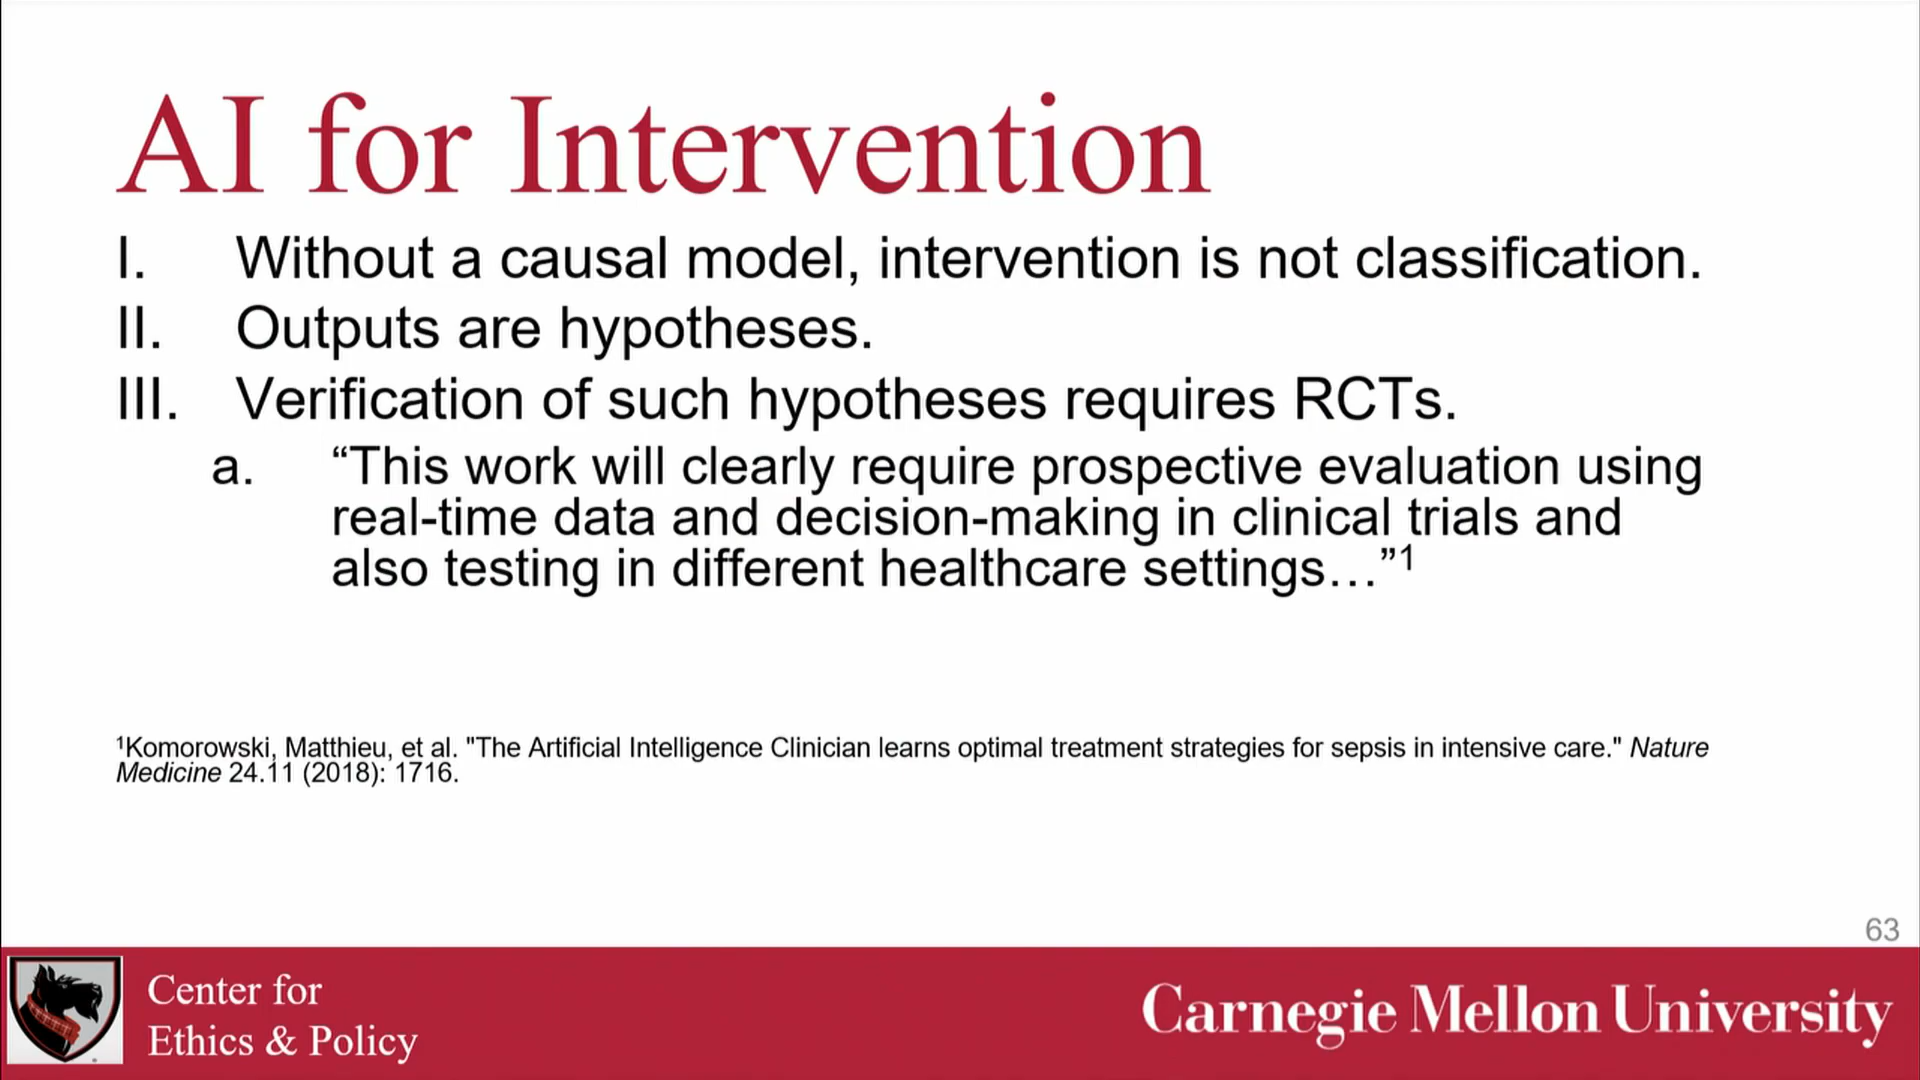 AI for Intervention
I. Without a causal model, intervention is not classification.
II. Outputs are hypotheses.
III. Verification of such hypotheses requires RCTs.
a. “This work will clearly require prospective evaluation using
real-time data and decision-making in clinical trials and
also testing in different healthcare settings…”¹
¹Komorowski, Matthieu, et al. "The Artificial Intelligence Clinician learns optimal treatment strategies for sepsis in intensive care." Nature
Medicine 24.11 (2018): 1716.
63
Center for
Ethics & Policy
Carnegie Mellon University